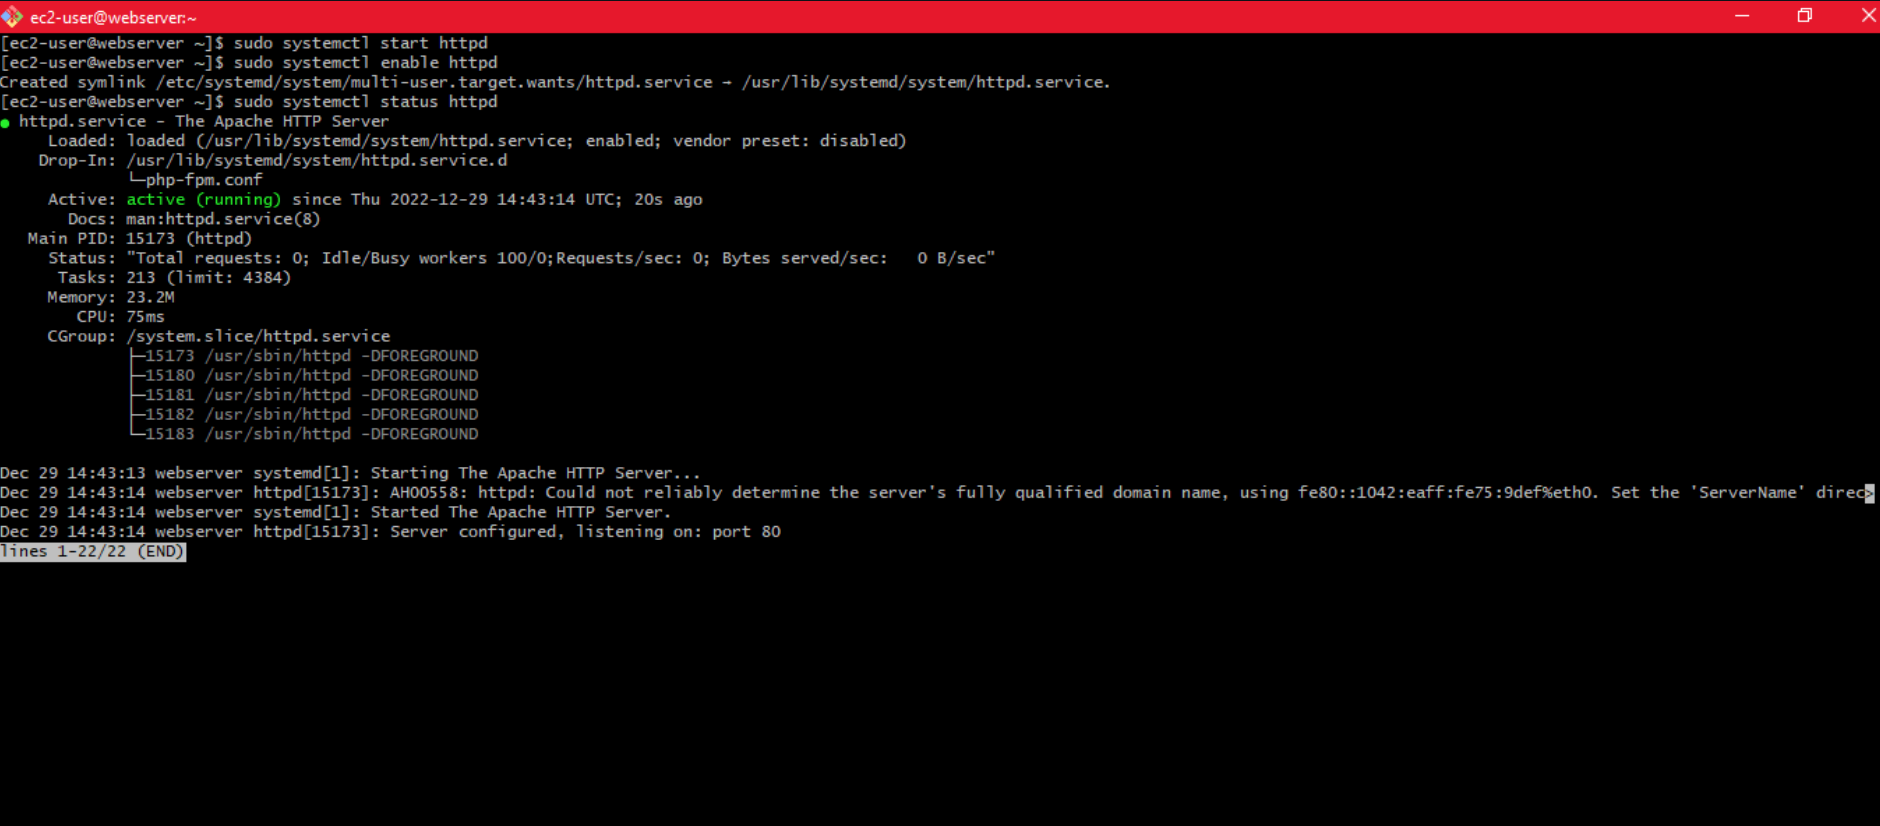 ec2-user@webserver:~
[ec2-user@webserver ~]$ sudo systemctl start httpd
[ec2-user@webserver ~]$ sudo systemctl enable httpd
Created symlink /etc/systemd/system/multi-user.target.wants/httpd.service → /usr/lib/systemd/system/httpd.service.
[ec2-user@webserver ~]$ sudo systemctl status httpd
● httpd.service - The Apache HTTP Server
     Loaded: loaded (/usr/lib/systemd/system/httpd.service; enabled; vendor preset: disabled)
    Drop-In: /usr/lib/systemd/system/httpd.service.d
             └─php-fpm.conf
     Active: active (running) since Thu 2022-12-29 14:43:14 UTC; 20s ago
       Docs: man:httpd.service(8)
   Main PID: 15173 (httpd)
     Status: "Total requests: 0; Idle/Busy workers 100/0;Requests/sec: 0; Bytes served/sec:   0 B/sec"
      Tasks: 213 (limit: 4384)
     Memory: 23.2M
        CPU: 75ms
     CGroup: /system.slice/httpd.service
             ├─15173 /usr/sbin/httpd -DFOREGROUND
             ├─15180 /usr/sbin/httpd -DFOREGROUND
             ├─15181 /usr/sbin/httpd -DFOREGROUND
             ├─15182 /usr/sbin/httpd -DFOREGROUND
             └─15183 /usr/sbin/httpd -DFOREGROUND
Dec 29 14:43:13 webserver systemd[1]: Starting The Apache HTTP Server...
Dec 29 14:43:14 webserver httpd[15173]: AH00558: httpd: Could not reliably determine the server's fully qualified domain name, using fe80::1042:eaff:fe75:9def%eth0. Set the 'ServerName' direc>
Dec 29 14:43:14 webserver systemd[1]: Started The Apache HTTP Server.
Dec 29 14:43:14 webserver httpd[15173]: Server configured, listening on: port 80
lines 1-22/22 (END)